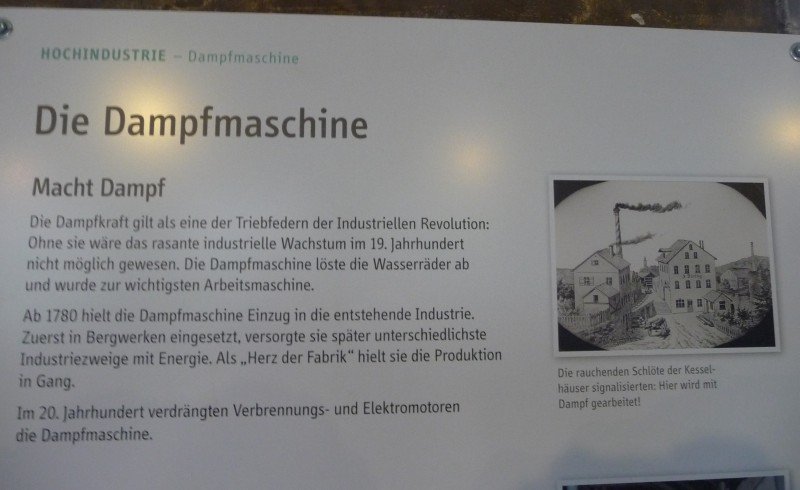 HOCHINDUSTRIE – Dampfmaschine
Die Dampfmaschine
Macht Dampf
Die Dampfkraft gilt als eine der Triebfedern der Industriellen Revolution:
Ohne sie wäre das rasante industrielle Wachstum im 19. Jahrhundert
nicht möglich gewesen. Die Dampfmaschine löste die Wasserräder ab
und wurde zur wichtigsten Arbeitsmaschine.
Ab 1780 hielt die Dampfmaschine Einzug in die entstehende Industrie.
Zuerst in Bergwerken eingesetzt, versorgte sie später unterschiedlichste
Industriezweige mit Energie. Als „Herz der Fabrik“ hielt sie die Produktion
in Gang.
Im 20. Jahrhundert verdrängten Verbrennungs- und Elektromotoren
die Dampfmaschine.
Die rauchenden Schlöte der Kessel-
häuser signalisierten: Hier wird mit
Dampf gearbeitet!